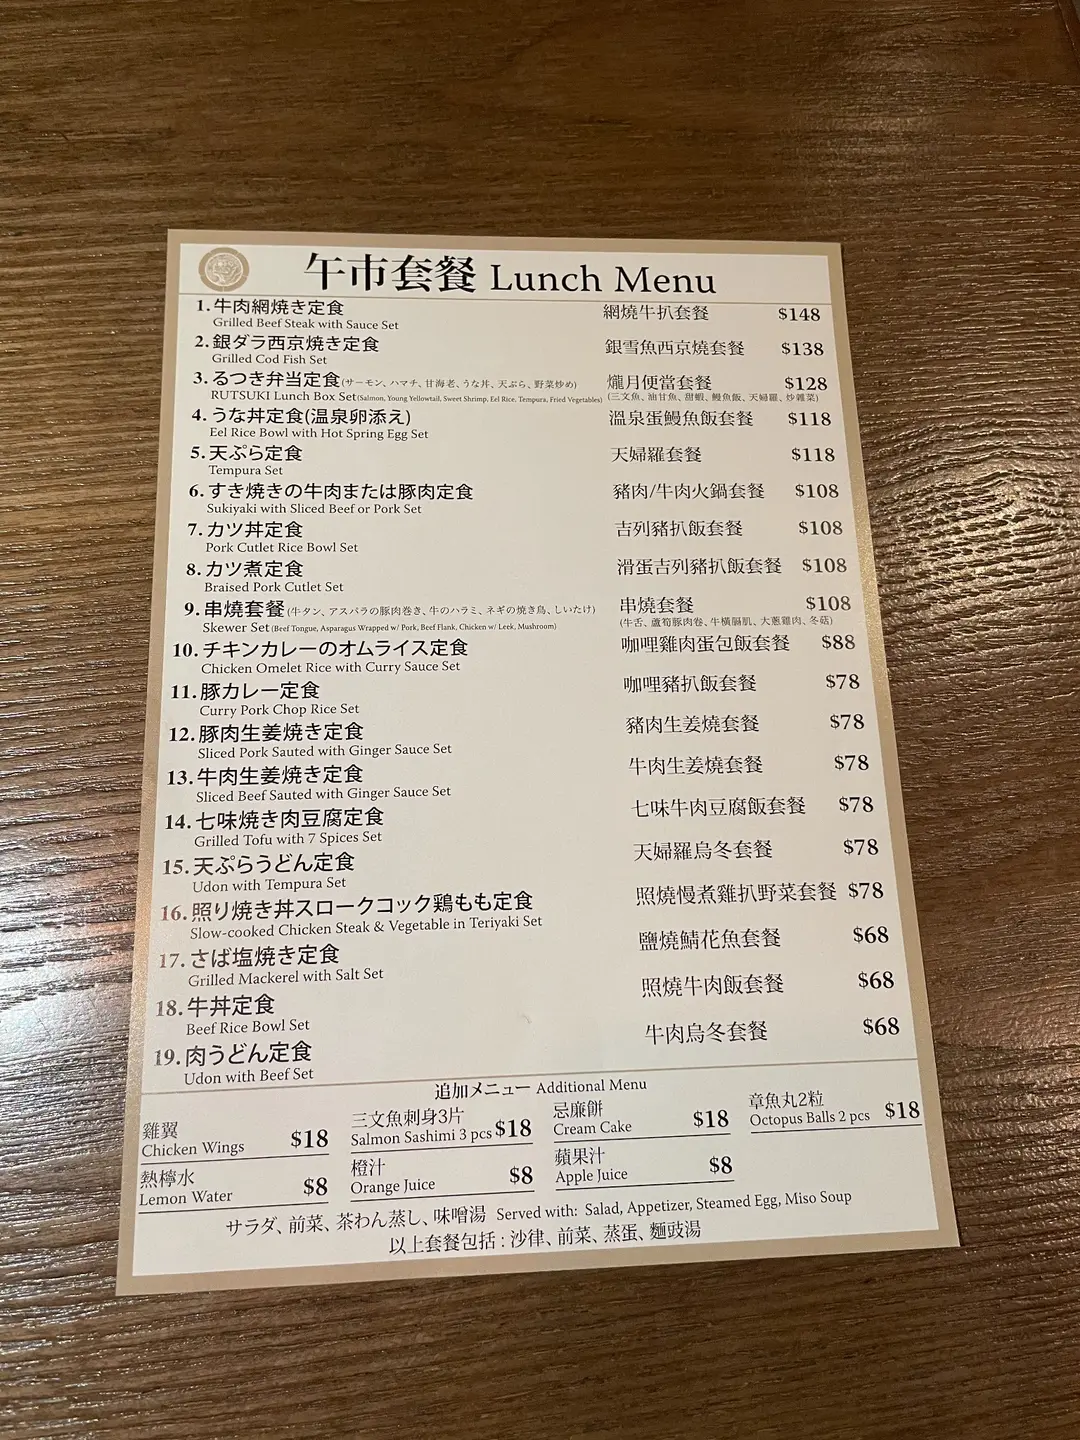 午市套餐 Lunch Menu
1. 牛肉網焼き定食 網燒牛扒套餐 $148
Grilled Beef Steak with Sauce Set
2. 銀ダラ西京焼き定食 銀雪魚西京燒套餐 $138
Grilled Cod Fish Set
3. るつき弁当定食(サーモン、ハマチ、甘海老、うな丼、天ぷら、野菜炒め) 爖月便當套餐 $128
RUTSUKI Lunch Box Set(Salmon, Young Yellowtail, Sweet Shrimp, Eel Rice, Tempura, Fried Vegetables) (三文魚、油甘魚、甜蝦、鰻魚飯、天婦羅、炒雜菜)
4. うな丼定食(温泉卵添え) 溫泉蛋鰻魚飯套餐 $118
Eel Rice Bowl with Hot Spring Egg Set
5. 天ぷら定食 天婦羅套餐 $118
Tempura Set
6. すき焼きの牛肉または豚肉定食 豬肉/牛肉火鍋套餐 $108
Sukiyaki with Sliced Beef or Pork Set
7. カツ丼定食 吉列豬扒飯套餐 $108
Pork Cutlet Rice Bowl Set
8. カツ煮定食 滑蛋吉列豬扒飯套餐 $108
Braised Pork Cutlet Set
9. 串燒套餐(牛タン、アスパラの豚肉巻き、牛のハラミ、ネギの焼き鳥、しいたけ) 串燒套餐 $108
Skewer Set (Beef Tongue, Asparagus Wrapped w/ Pork, Beef Flank, Chicken w/ Leek, Mushroom) (牛舌、蘆筍豚肉卷、牛橫膈肌、大蔥雞肉、冬菇)
10. チキンカレーのオムライス定食 咖哩雞肉蛋包飯套餐 $88
Chicken Omelet Rice with Curry Sauce Set
11. 豚カレー定食 咖哩豬扒飯套餐 $78
Curry Pork Chop Rice Set
12. 豚肉生姜焼き定食 豬肉生姜燒套餐 $78
Sliced Pork Sauted with Ginger Sauce Set
13. 牛肉生姜焼き定食 牛肉生姜燒套餐 $78
Sliced Beef Sauted with Ginger Sauce Set
14. 七味焼き肉豆腐定食 七味牛肉豆腐飯套餐 $78
Grilled Tofu with 7 Spices Set
15. 天ぷらうどん定食 天婦羅烏冬套餐 $78
Udon with Tempura Set
16. 照り焼き丼スロークコック鶏もも定食 照燒慢煮雞扒野菜套餐 $78
Slow-cooked Chicken Steak & Vegetable in Teriyaki Set
17. さば塩焼き定食 鹽燒鯖花魚套餐 $68
Grilled Mackerel with Salt Set
18. 牛丼定食 照燒牛肉飯套餐 $68
Beef Rice Bowl Set
19. 肉うどん定食 牛肉烏冬套餐 $68
Udon with Beef Set
追加メニュー Additional Menu
雞翼 Chicken Wings $18
三文魚刺身3片 Salmon Sashimi 3 pcs $18
忌廉餅 Cream Cake $18
章魚丸2粒 Octopus Balls 2 pcs $18
熱檸水 Lemon Water $8
橙汁 Orange Juice $8
蘋果汁 Apple Juice $8
サラダ、前菜、茶わん蒸し、味噌湯 Served with: Salad, Appetizer, Steamed Egg, Miso Soup
以上套餐包括 : 沙律、前菜、蒸蛋、麵豉湯